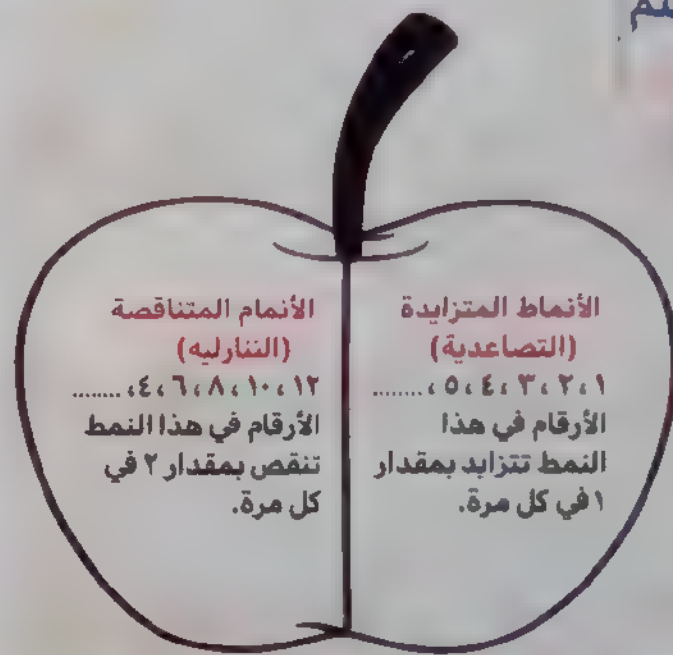 الأنماط المتزايدة
(التصاعدية)
١، ٢، ٣، ٤، ٥، ........
الأرقام في هذا
النمط تتزايد بمقدار
١ في كل مرة.
الأنمام المتناقصة
(التنارليه)
١٢، ١٠، ٨، ٦، ٤، ........
الأرقام في هذا النمط
تنقص بمقدار ٢ في
كل مرة.